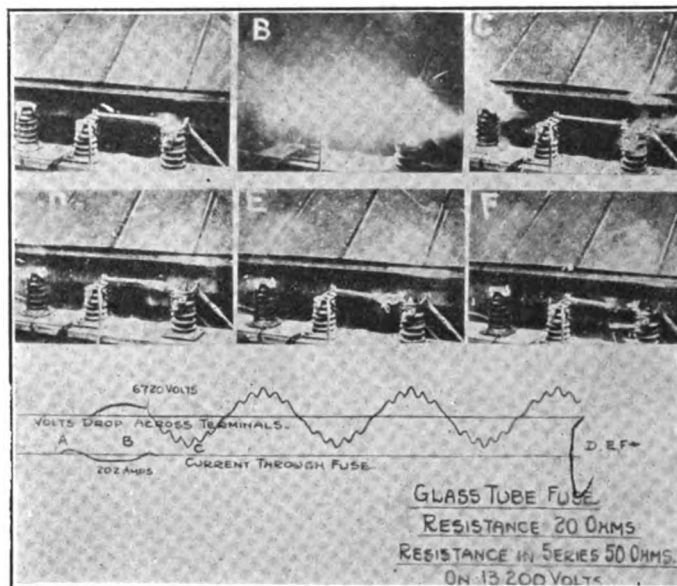 B
C
D
E
F
6720 VOLTS
VOLTS DROP ACROSS TERMINALS.
A B C
D.E.F
202 AMPS
CURRENT THROUGH FUSE
GLASS TUBE FUSE
RESISTANCE 20 OHMS
RESISTANCE IN SERIES 50 OHMS.
ON 13 200 VOLTS